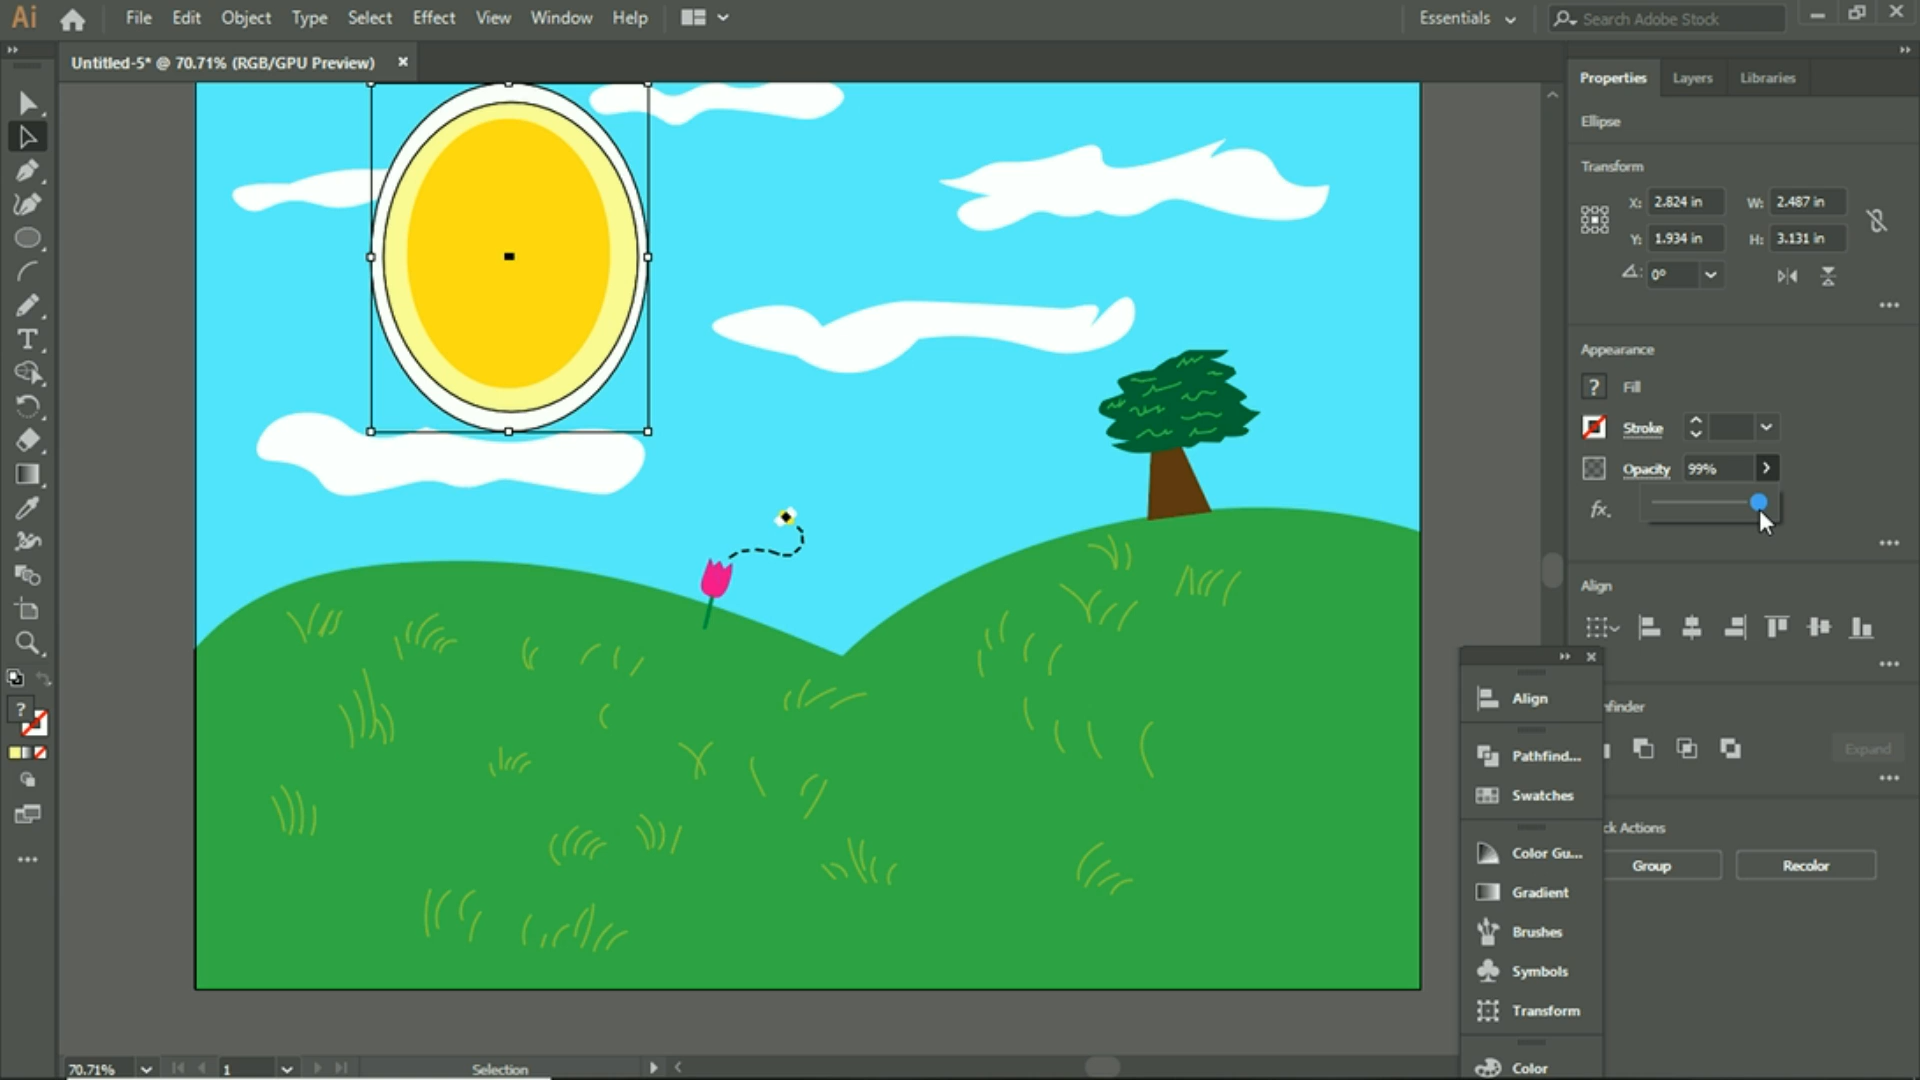 Ai File Edit Object Type Select Effect View Window Help Essentials Search Adobe Stock
Untitled-5* @ 70.71% (RGB/GPU Preview) ×
Properties Layers Libraries
Ellipse
Transform
X: 2.824 in W: 2.487 in
Y: 1.934 in H: 3.131 in
0°
Appearance
? Fill
Stroke
Opacity 99%
fx.
Align
Align
Pathfind...
Swatches
Color Gu...
Gradient
Brushes
Symbols
Transform
Color
nfinder
Expand
ck Actions
Group Recolor
T
?
70.71% 1 Selection